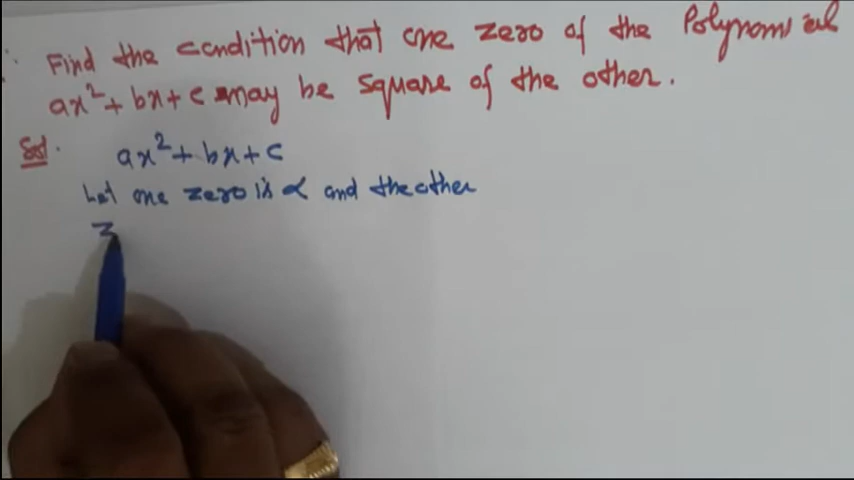 Find the condition that one zero of the Polynomial
ax² + bx + c may be square of the other.
Sol. ax² + bx + c
Let one zero is α and the other
z